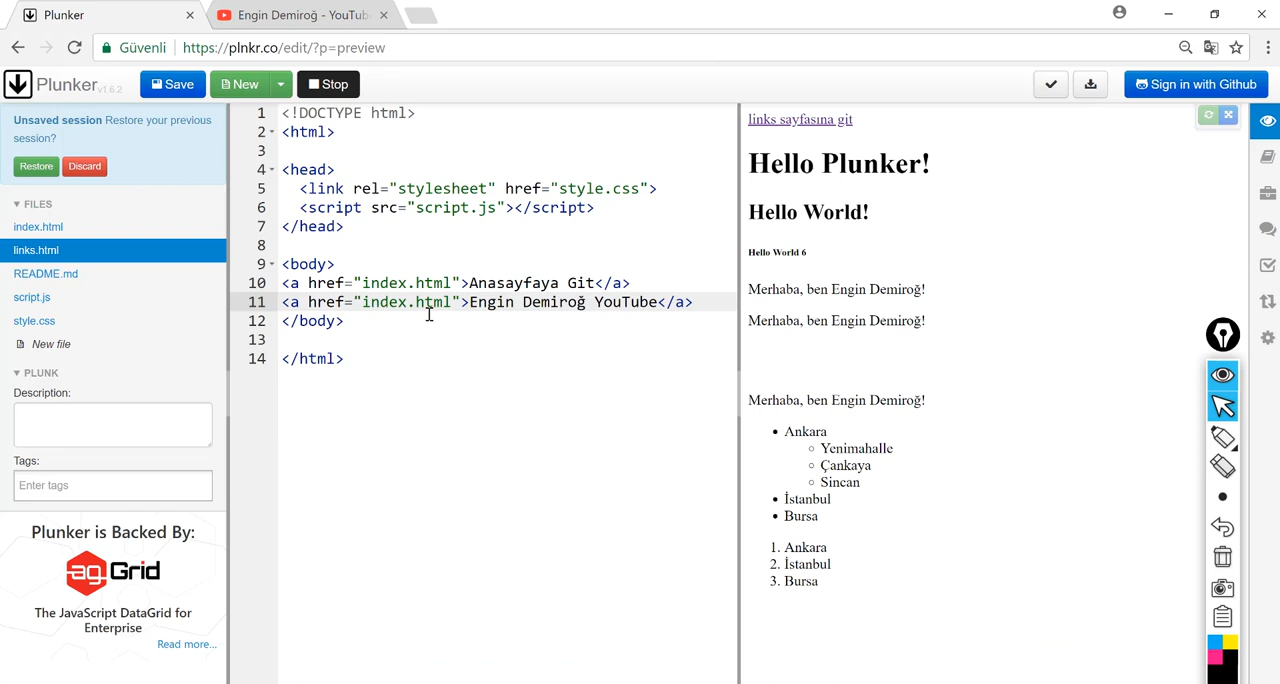 Plunker
Engin Demiroğ - YouTub
Güvenli
https://plnkr.co/edit/?p=preview
Plunker v1.6.2
Save
New
Stop
Sign in with Github
Unsaved session Restore your previous
session?
Restore
Discard
FILES
index.html
links.html
README.md
script.js
style.css
New file
PLUNK
Description:
Tags:
Enter tags
Plunker is Backed By:
ag Grid
The JavaScript DataGrid for
Enterprise
Read more...
1 <!DOCTYPE html>
2 <html>
3
4 <head>
5 <link rel="stylesheet" href="style.css">
6 <script src="script.js"></script>
7 </head>
8
9 <body>
10 <a href="index.html">Anasayfaya Git</a>
11 <a href="index.html">Engin Demiroğ YouTube</a>
12 </body>
13
14 </html>
links sayfasına git
Hello Plunker!
Hello World!
Hello World 6
Merhaba, ben Engin Demiroğ!
Merhaba, ben Engin Demiroğ!
Merhaba, ben Engin Demiroğ!
• Ankara
○ Yenimahalle
○ Çankaya
○ Sincan
• İstanbul
• Bursa
1. Ankara
2. İstanbul
3. Bursa